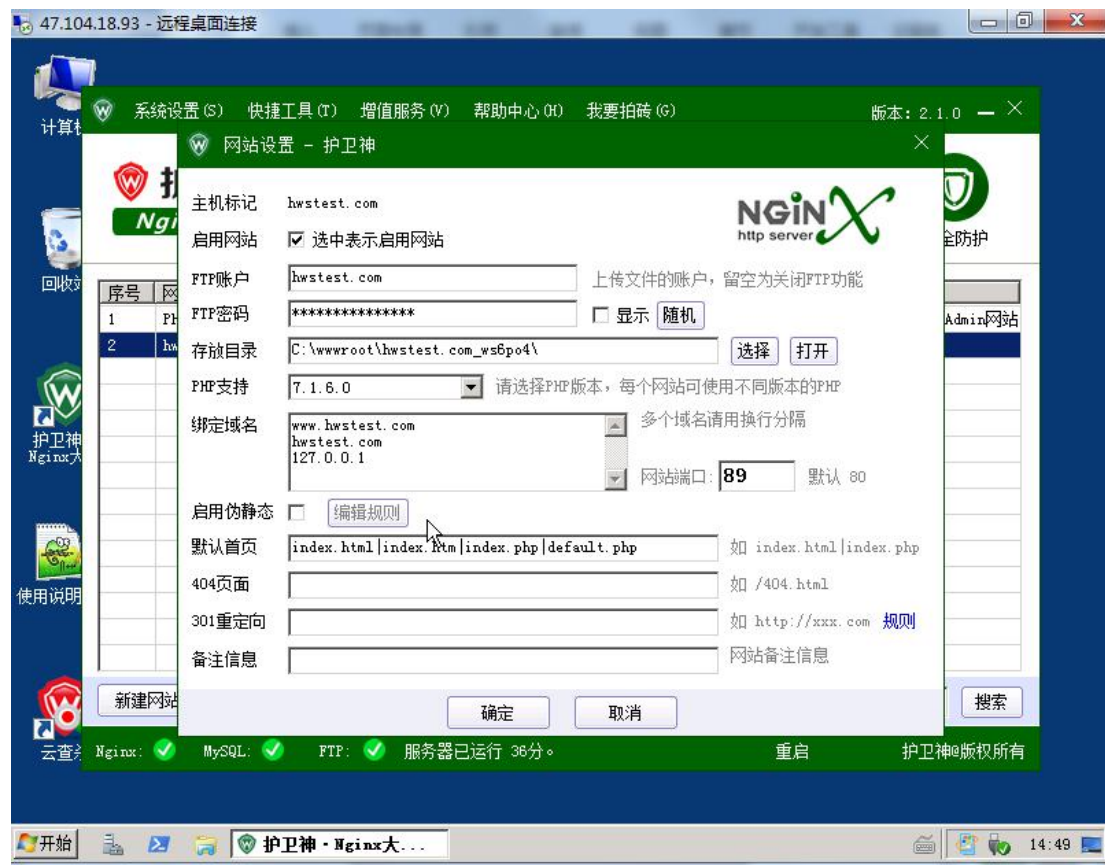 47.104.18.93 - 远程桌面连接
系统设置(S) 快捷工具(T) 增值服务(V) 帮助中心(H) 我要拍砖(G) 版本: 2.1.0
网站设置 - 护卫神
主机标记 hwstest.com
NGiNX
http server
启用网站 选中表示启用网站
FTP账户 hwstest.com 上传文件的账户,留空为关闭FTP功能
FTP密码 *************** 显示 随机
存放目录 C:\wwwroot\hwstest.com_ws6po4\ 选择 打开
PHP支持 7.1.6.0 请选择PHP版本,每个网站可使用不同版本的PHP
绑定域名 www.hwstest.com 多个域名请用换行分隔
hwstest.com
127.0.0.1
网站端口: 89 默认 80
启用伪静态 编辑规则
默认首页 index.html|index.htm|index.php|default.php 如 index.html|index.php
404页面 如 /404.html
301重定向 如 http://xxx.com 规则
备注信息 网站备注信息
确定 取消
计算机
回收站
护卫神
Nginx大
使用说明
云查杀
序号
1 PH Admin网站
2 hw
全防护
新建网站 搜索
Nginx: MySQL: FTP: 服务器已运行 36分。 重启 护卫神@版权所有
开始 护卫神·Nginx大... 14:49